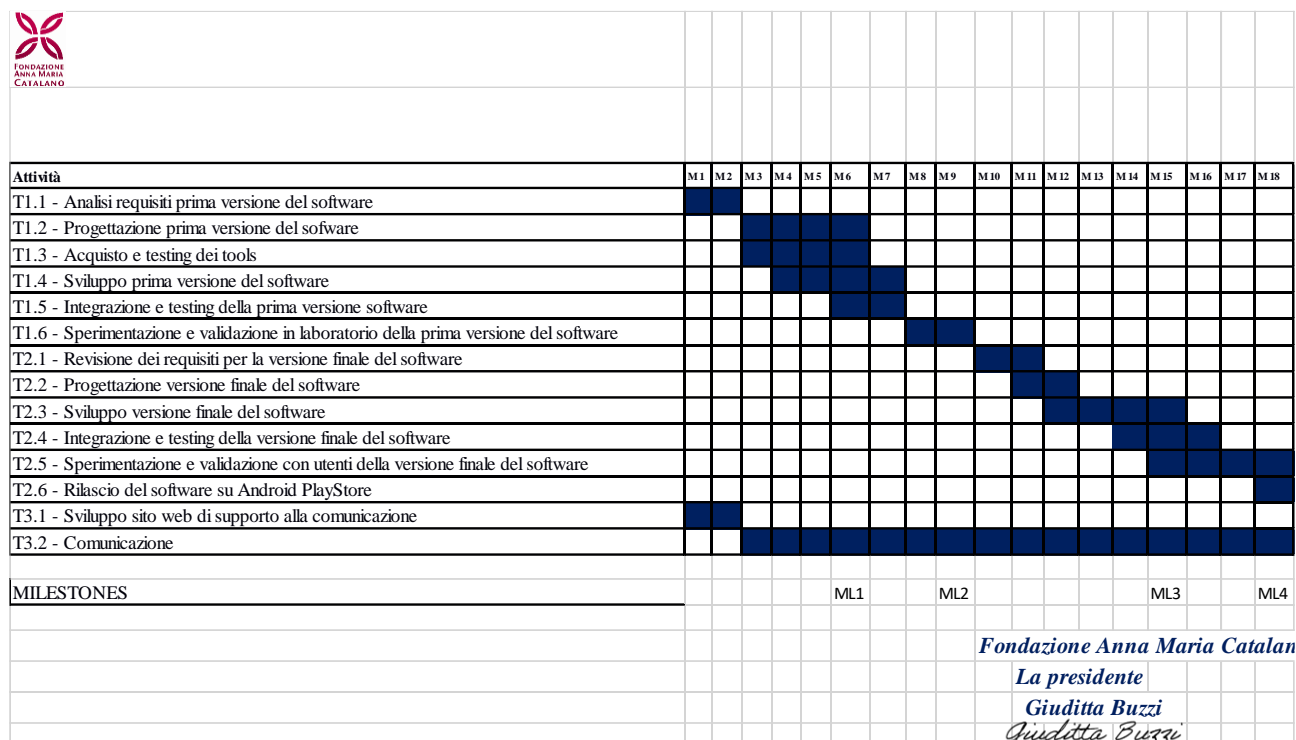 FONDAZIONE
ANNA MARIA
CATALANO
Attività M 1 M 2 M 3 M 4 M 5 M 6 M 7 M 8 M 9 M 10 M 11 M 12 M 13 M 14 M 15 M 16 M 17 M 18
T1.1 - Analisi requisiti prima versione del software
T1.2 - Progettazione prima versione del sofware
T1.3 - Acquisto e testing dei tools
T1.4 - Sviluppo prima versione del software
T1.5 - Integrazione e testing della prima versione software
T1.6 - Sperimentazione e validazione in laboratorio della prima versione del software
T2.1 - Revisione dei requisiti per la versione finale del software
T2.2 - Progettazione versione finale del software
T2.3 - Sviluppo versione finale del software
T2.4 - Integrazione e testing della versione finale del software
T2.5 - Sperimentazione e validazione con utenti della versione finale del software
T2.6 - Rilascio del software su Android PlayStore
T3.1 - Sviluppo sito web di supporto alla comunicazione
T3.2 - Comunicazione
MILESTONES ML1 ML2 ML3 ML4
Fondazione Anna Maria Catalan
La presidente
Giuditta Buzzi
Giuditta Buzzi